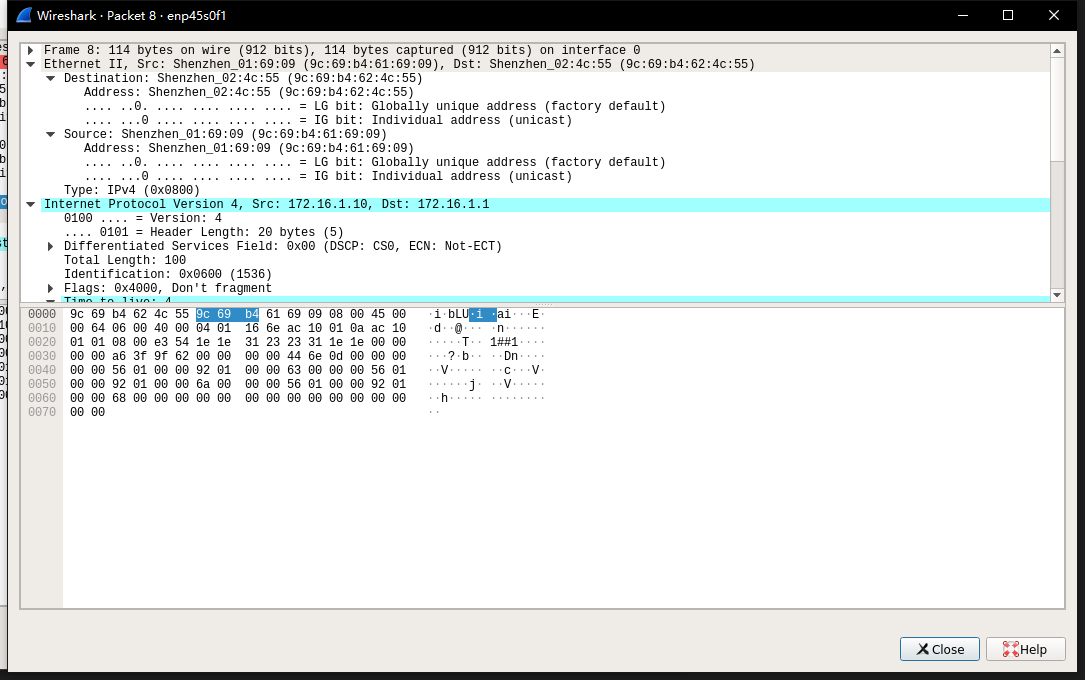 Wireshark · Packet 8 · enp45s0f1
Frame 8: 114 bytes on wire (912 bits), 114 bytes captured (912 bits) on interface 0
Ethernet II, Src: Shenzhen_01:69:09 (9c:69:b4:61:69:09), Dst: Shenzhen_02:4c:55 (9c:69:b4:62:4c:55)
Destination: Shenzhen_02:4c:55 (9c:69:b4:62:4c:55)
Address: Shenzhen_02:4c:55 (9c:69:b4:62:4c:55)
.... ..0. .... .... .... .... = LG bit: Globally unique address (factory default)
.... ...0 .... .... .... .... = IG bit: Individual address (unicast)
Source: Shenzhen_01:69:09 (9c:69:b4:61:69:09)
Address: Shenzhen_01:69:09 (9c:69:b4:61:69:09)
.... ..0. .... .... .... .... = LG bit: Globally unique address (factory default)
.... ...0 .... .... .... .... = IG bit: Individual address (unicast)
Type: IPv4 (0x0800)
Internet Protocol Version 4, Src: 172.16.1.10, Dst: 172.16.1.1
0100 .... = Version: 4
.... 0101 = Header Length: 20 bytes (5)
Differentiated Services Field: 0x00 (DSCP: CS0, ECN: Not-ECT)
Total Length: 100
Identification: 0x0600 (1536)
Flags: 0x4000, Don't fragment
Time to live: 4
0000 9c 69 b4 62 4c 55 9c 69 b4 61 69 09 08 00 45 00 ·i·bLU·i ·ai···E·
0010 00 64 06 00 40 00 04 01 16 6e ac 10 01 0a ac 10 ·d··@··· ·n······
0020 01 01 08 00 e3 54 1e 1e 31 23 23 31 1e 1e 00 00 ·····T·· 1##1····
0030 00 00 a6 3f 9f 62 00 00 00 00 44 6e 0d 00 00 00 ···?·b·· ··Dn····
0040 00 00 56 01 00 00 92 01 00 00 63 00 00 00 56 01 ··V····· ··c···V·
0050 00 00 92 01 00 00 6a 00 00 00 56 01 00 00 92 01 ······j· ··V·····
0060 00 00 68 00 00 00 00 00 00 00 00 00 00 00 00 00 ··h····· ········
0070 00 00 ··
Close
Help